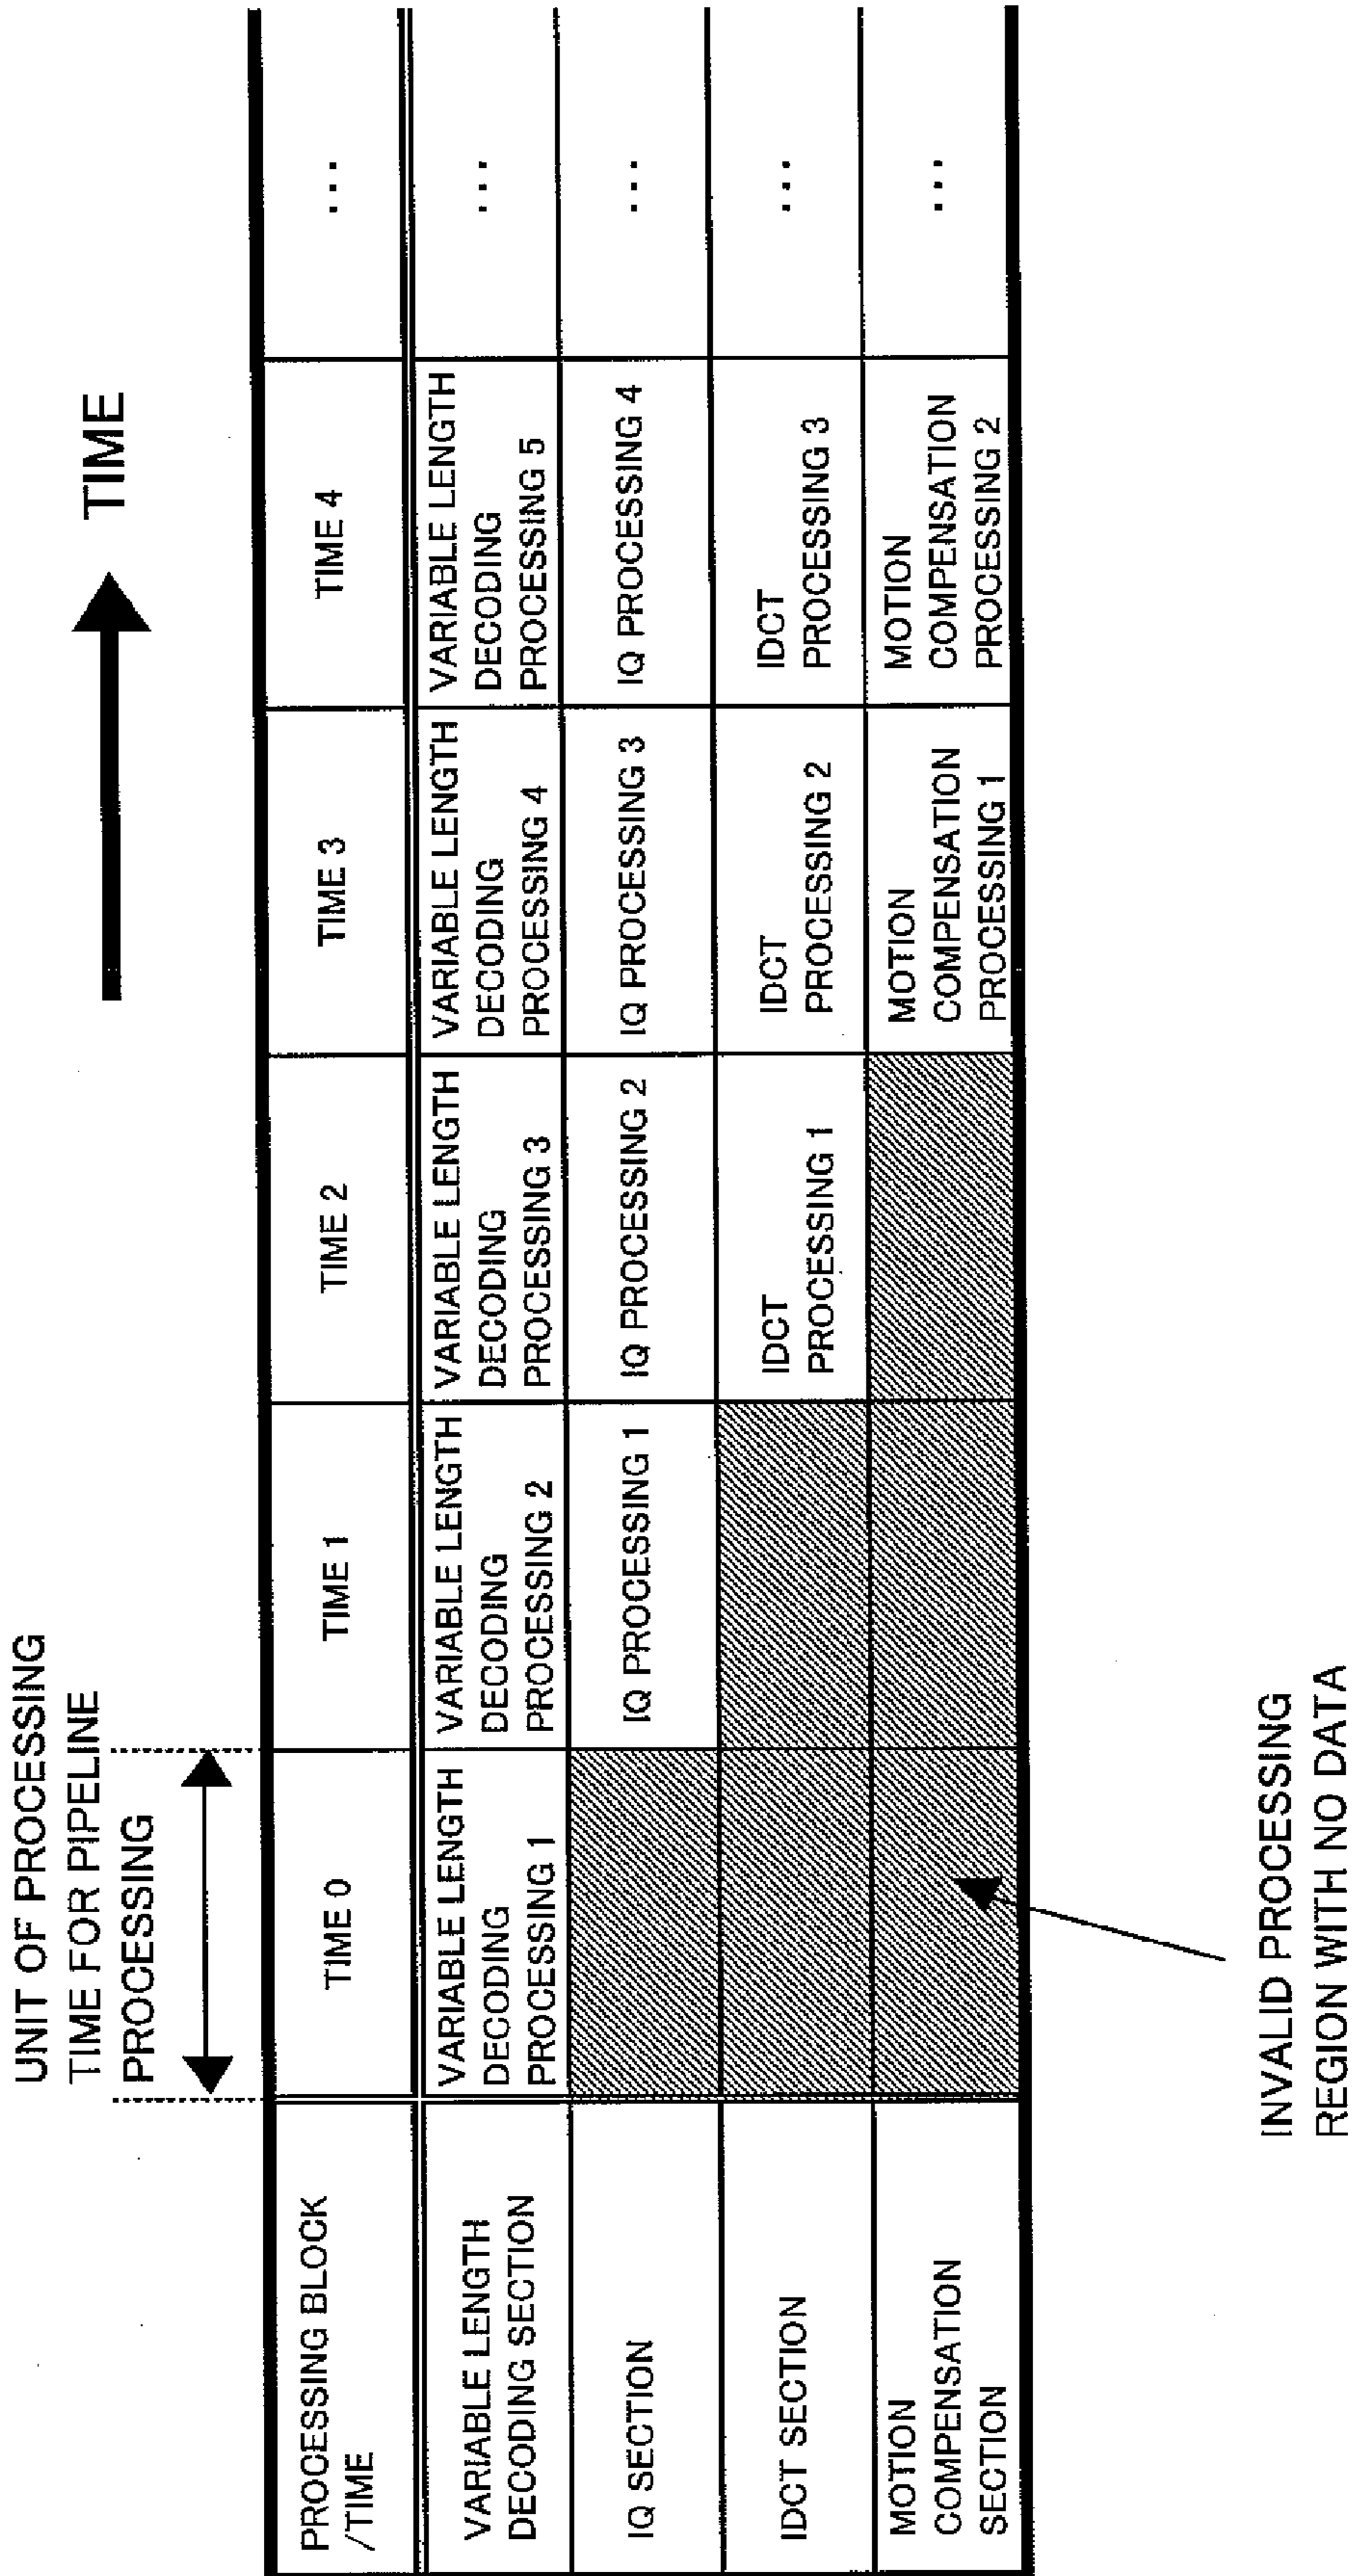 UNIT OF PROCESSING
TIME FOR PIPELINE
PROCESSING
TIME
PROCESSING BLOCK
/TIME
TIME 0
TIME 1
TIME 2
TIME 3
TIME 4
...
VARIABLE LENGTH
DECODING SECTION
VARIABLE LENGTH
DECODING
PROCESSING 1
VARIABLE LENGTH
DECODING
PROCESSING 2
VARIABLE LENGTH
DECODING
PROCESSING 3
VARIABLE LENGTH
DECODING
PROCESSING 4
VARIABLE LENGTH
DECODING
PROCESSING 5
...
IQ SECTION
IQ PROCESSING 1
IQ PROCESSING 2
IQ PROCESSING 3
IQ PROCESSING 4
...
IDCT SECTION
IDCT
PROCESSING 1
IDCT
PROCESSING 2
IDCT
PROCESSING 3
...
MOTION
COMPENSATION
SECTION
MOTION
COMPENSATION
PROCESSING 1
MOTION
COMPENSATION
PROCESSING 2
...
INVALID PROCESSING
REGION WITH NO DATA